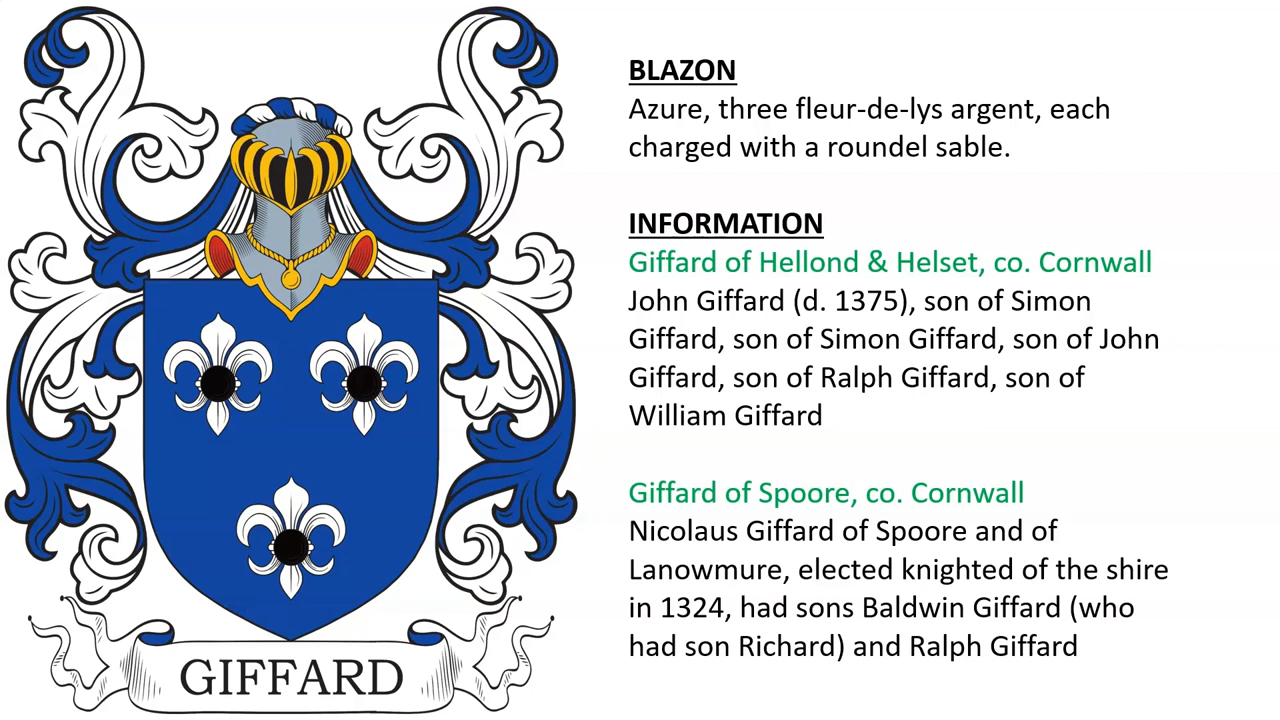 BLAZON
Azure, three fleur-de-lys argent, each
charged with a roundel sable.
INFORMATION
Giffard of Hellond & Helset, co. Cornwall
John Giffard (d. 1375), son of Simon
Giffard, son of Simon Giffard, son of John
Giffard, son of Ralph Giffard, son of
William Giffard
Giffard of Spoore, co. Cornwall
Nicolaus Giffard of Spoore and of
Lanowmure, elected knighted of the shire
in 1324, had sons Baldwin Giffard (who
had son Richard) and Ralph Giffard
GIFFARD